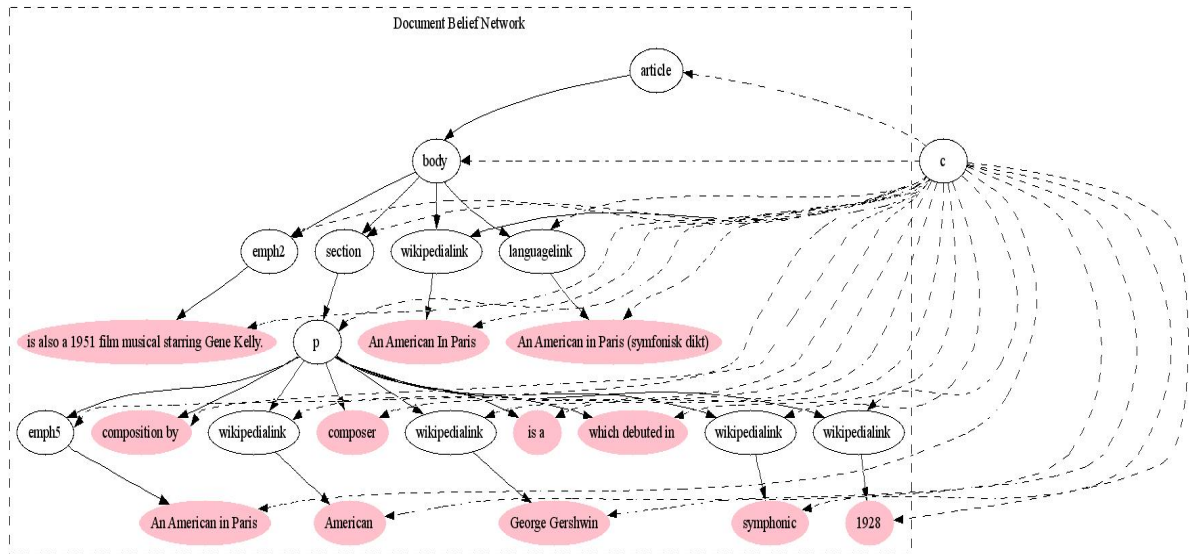 Document Belief Network
article
body
c
emph2
section
wikipedialink
languagelink
is also a 1951 film musical starring Gene Kelly.
p
An American In Paris
An American in Paris (symfonisk dikt)
emph5
composition by
wikipedialink
composer
wikipedialink
is a
which debuted in
wikipedialink
wikipedialink
An American in Paris
American
George Gershwin
symphonic
1928